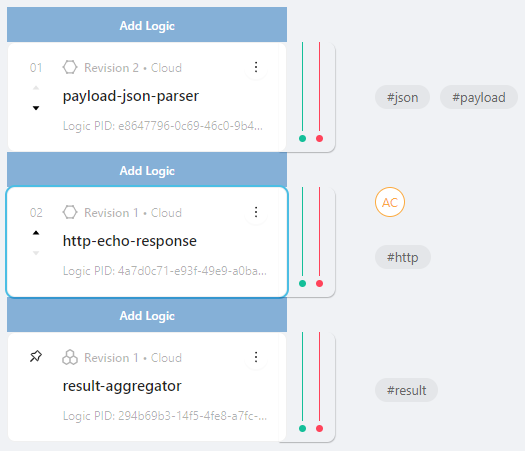 Add Logic
01 Revision 2 • Cloud
payload-json-parser #json #payload
Logic PID: e8647796-0c69-46c0-9b4...
Add Logic
02 Revision 1 • Cloud AC
http-echo-response
#http
Logic PID: 4a7d0c71-e93f-49e9-a0ba...
Add Logic
Revision 1 • Cloud
result-aggregator #result
Logic PID: 294b69b3-14f5-4fe8-a7fc-...